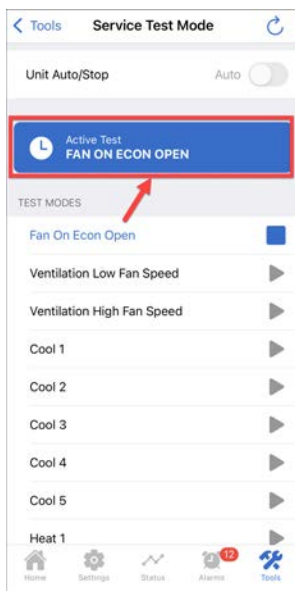 Tools Service Test Mode
Unit Auto/Stop Auto
Active Test
FAN ON ECON OPEN
TEST MODES
Fan On Econ Open
Ventilation Low Fan Speed
Ventilation High Fan Speed
Cool 1
Cool 2
Cool 3
Cool 4
Cool 5
Heat 1
12
Home Settings Status Alarms Tools